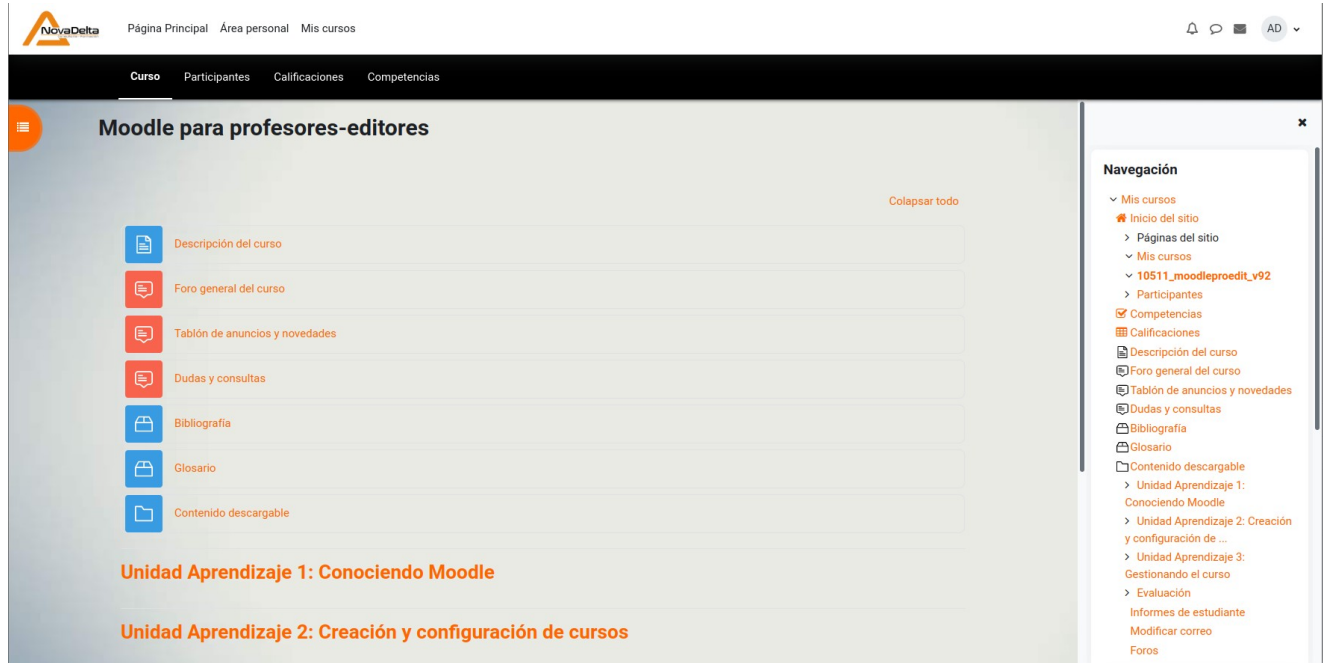 NovaDelta
Página Principal Área personal Mis cursos
AD
Curso Participantes Calificaciones Competencias
Moodle para profesores-editores
Colapsar todo
Descripción del curso
Foro general del curso
Tablón de anuncios y novedades
Dudas y consultas
Bibliografía
Glosario
Contenido descargable
Unidad Aprendizaje 1: Conociendo Moodle
Unidad Aprendizaje 2: Creación y configuración de cursos
Navegación
Mis cursos
Inicio del sitio
Páginas del sitio
Mis cursos
10511_moodleproedit_v92
Participantes
Competencias
Calificaciones
Descripción del curso
Foro general del curso
Tablón de anuncios y novedades
Dudas y consultas
Bibliografía
Glosario
Contenido descargable
Unidad Aprendizaje 1:
Conociendo Moodle
Unidad Aprendizaje 2: Creación
y configuración de ...
Unidad Aprendizaje 3:
Gestionando el curso
Evaluación
Informes de estudiante
Modificar correo
Foros